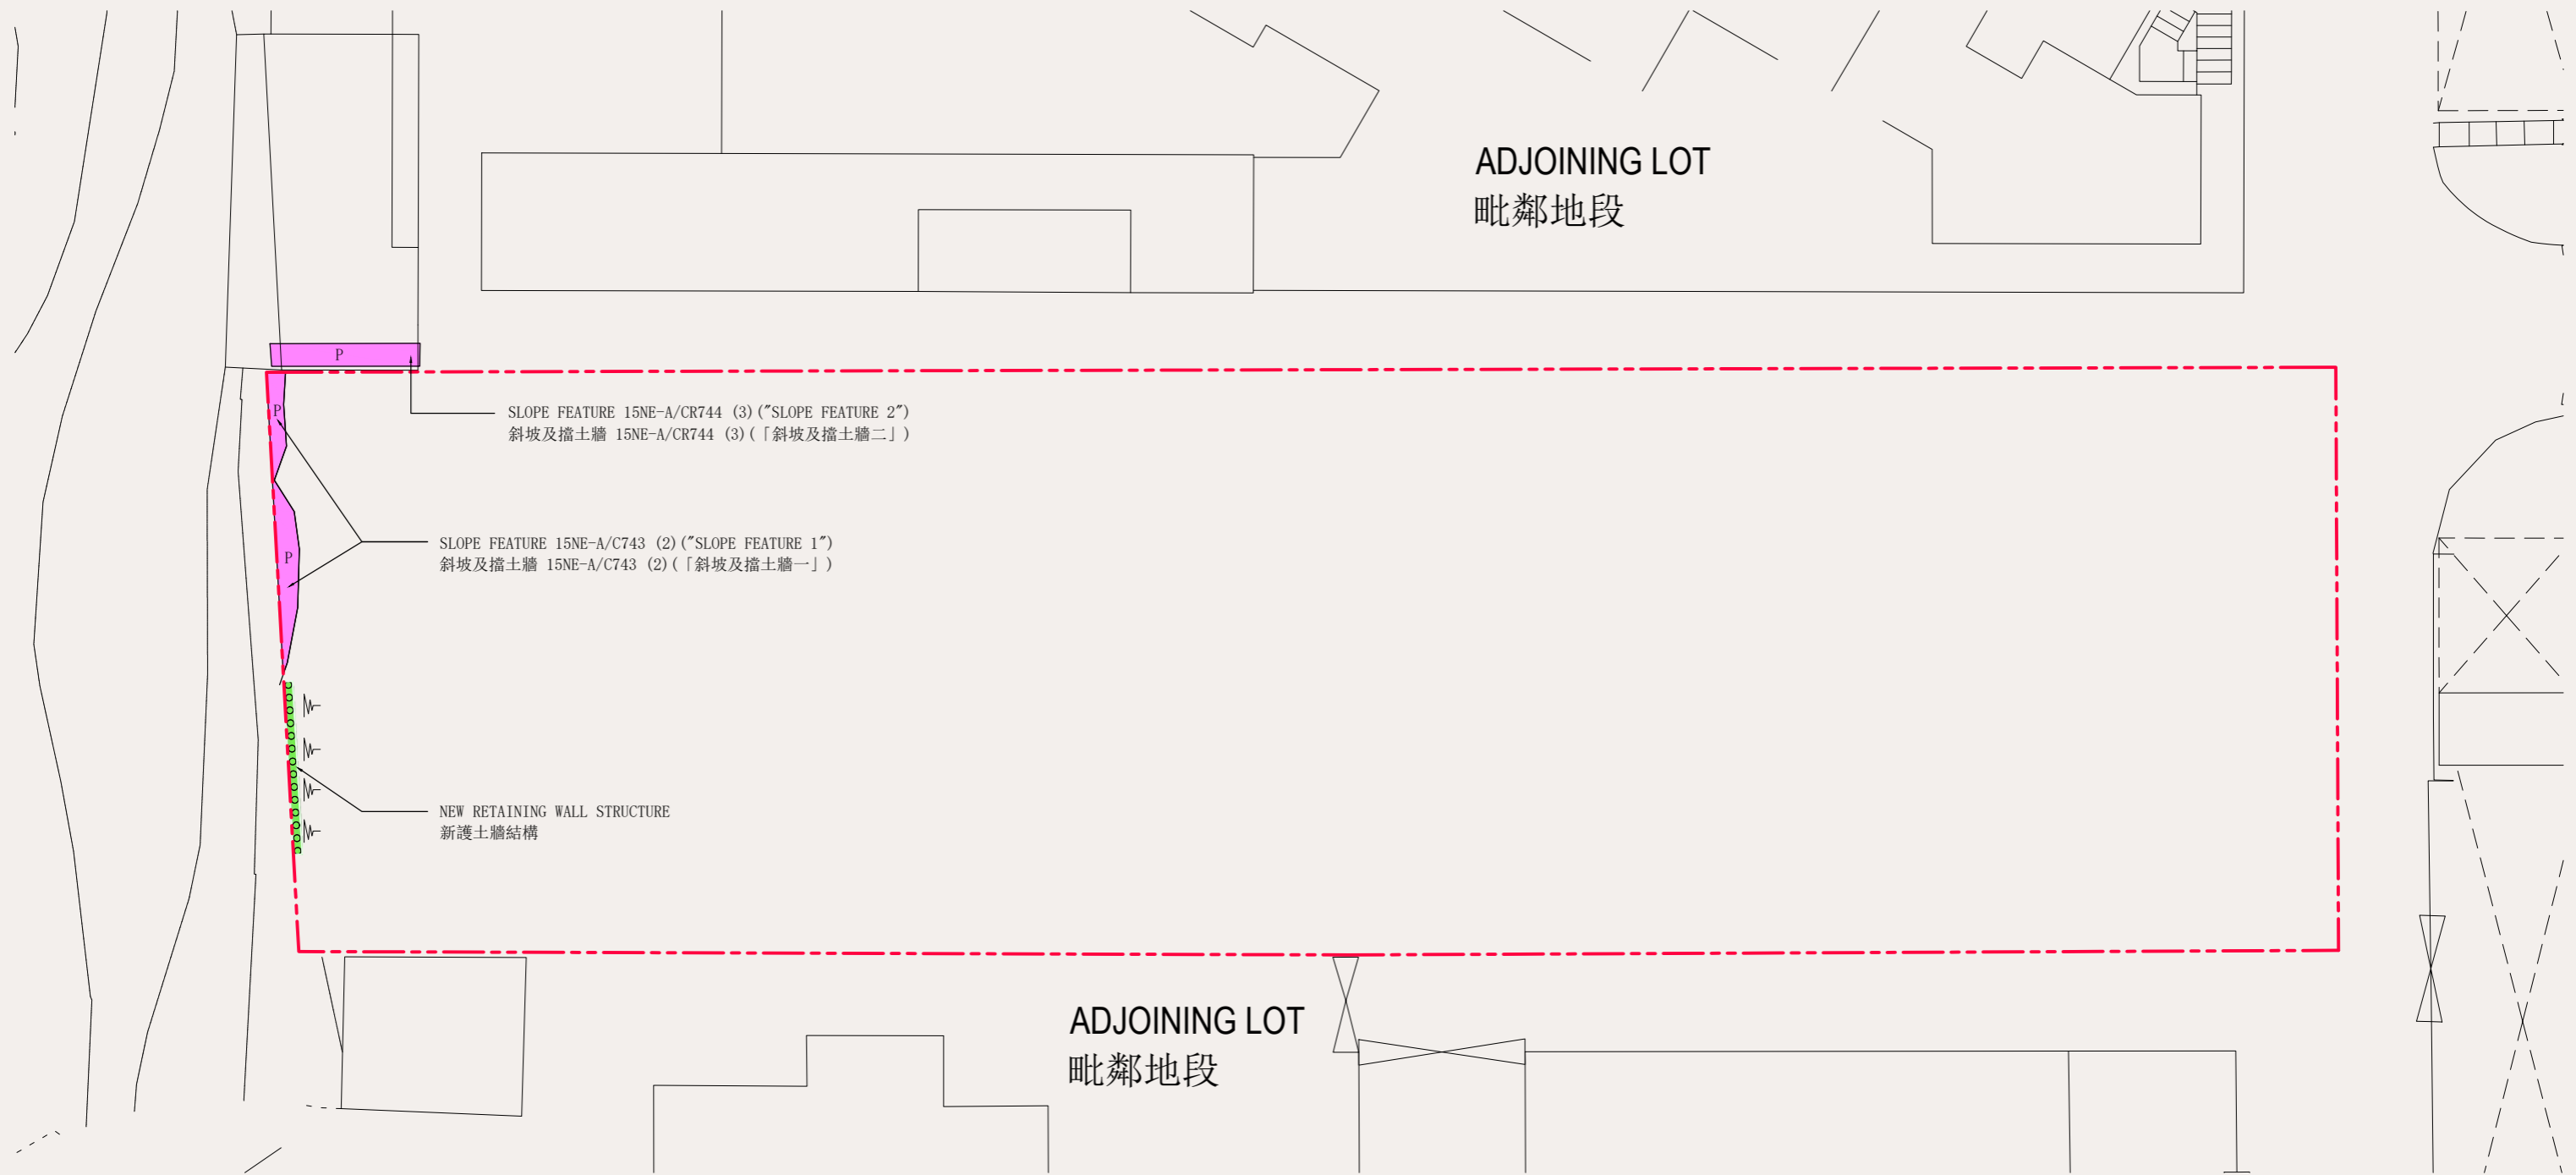 ADJOINING LOT
毗鄰地段
P
P
SLOPE FEATURE 15NE-A/CR744 (3)("SLOPE FEATURE 2")
斜坡及擋土牆 15NE-A/CR744 (3)(「斜坡及擋土牆二」)
SLOPE FEATURE 15NE-A/C743 (2)("SLOPE FEATURE 1")
斜坡及擋土牆 15NE-A/C743 (2)(「斜坡及擋土牆一」)
P
NEW RETAINING WALL STRUCTURE
新護土牆結構
ADJOINING LOT
毗鄰地段